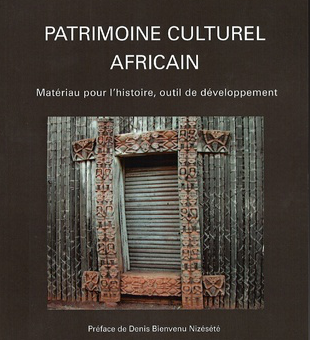 PATRIMOINE CULTUREL
AFRICAIN
Matériau pour l'histoire, outil de développement
Préface de Denis Bienvenu Nizésété